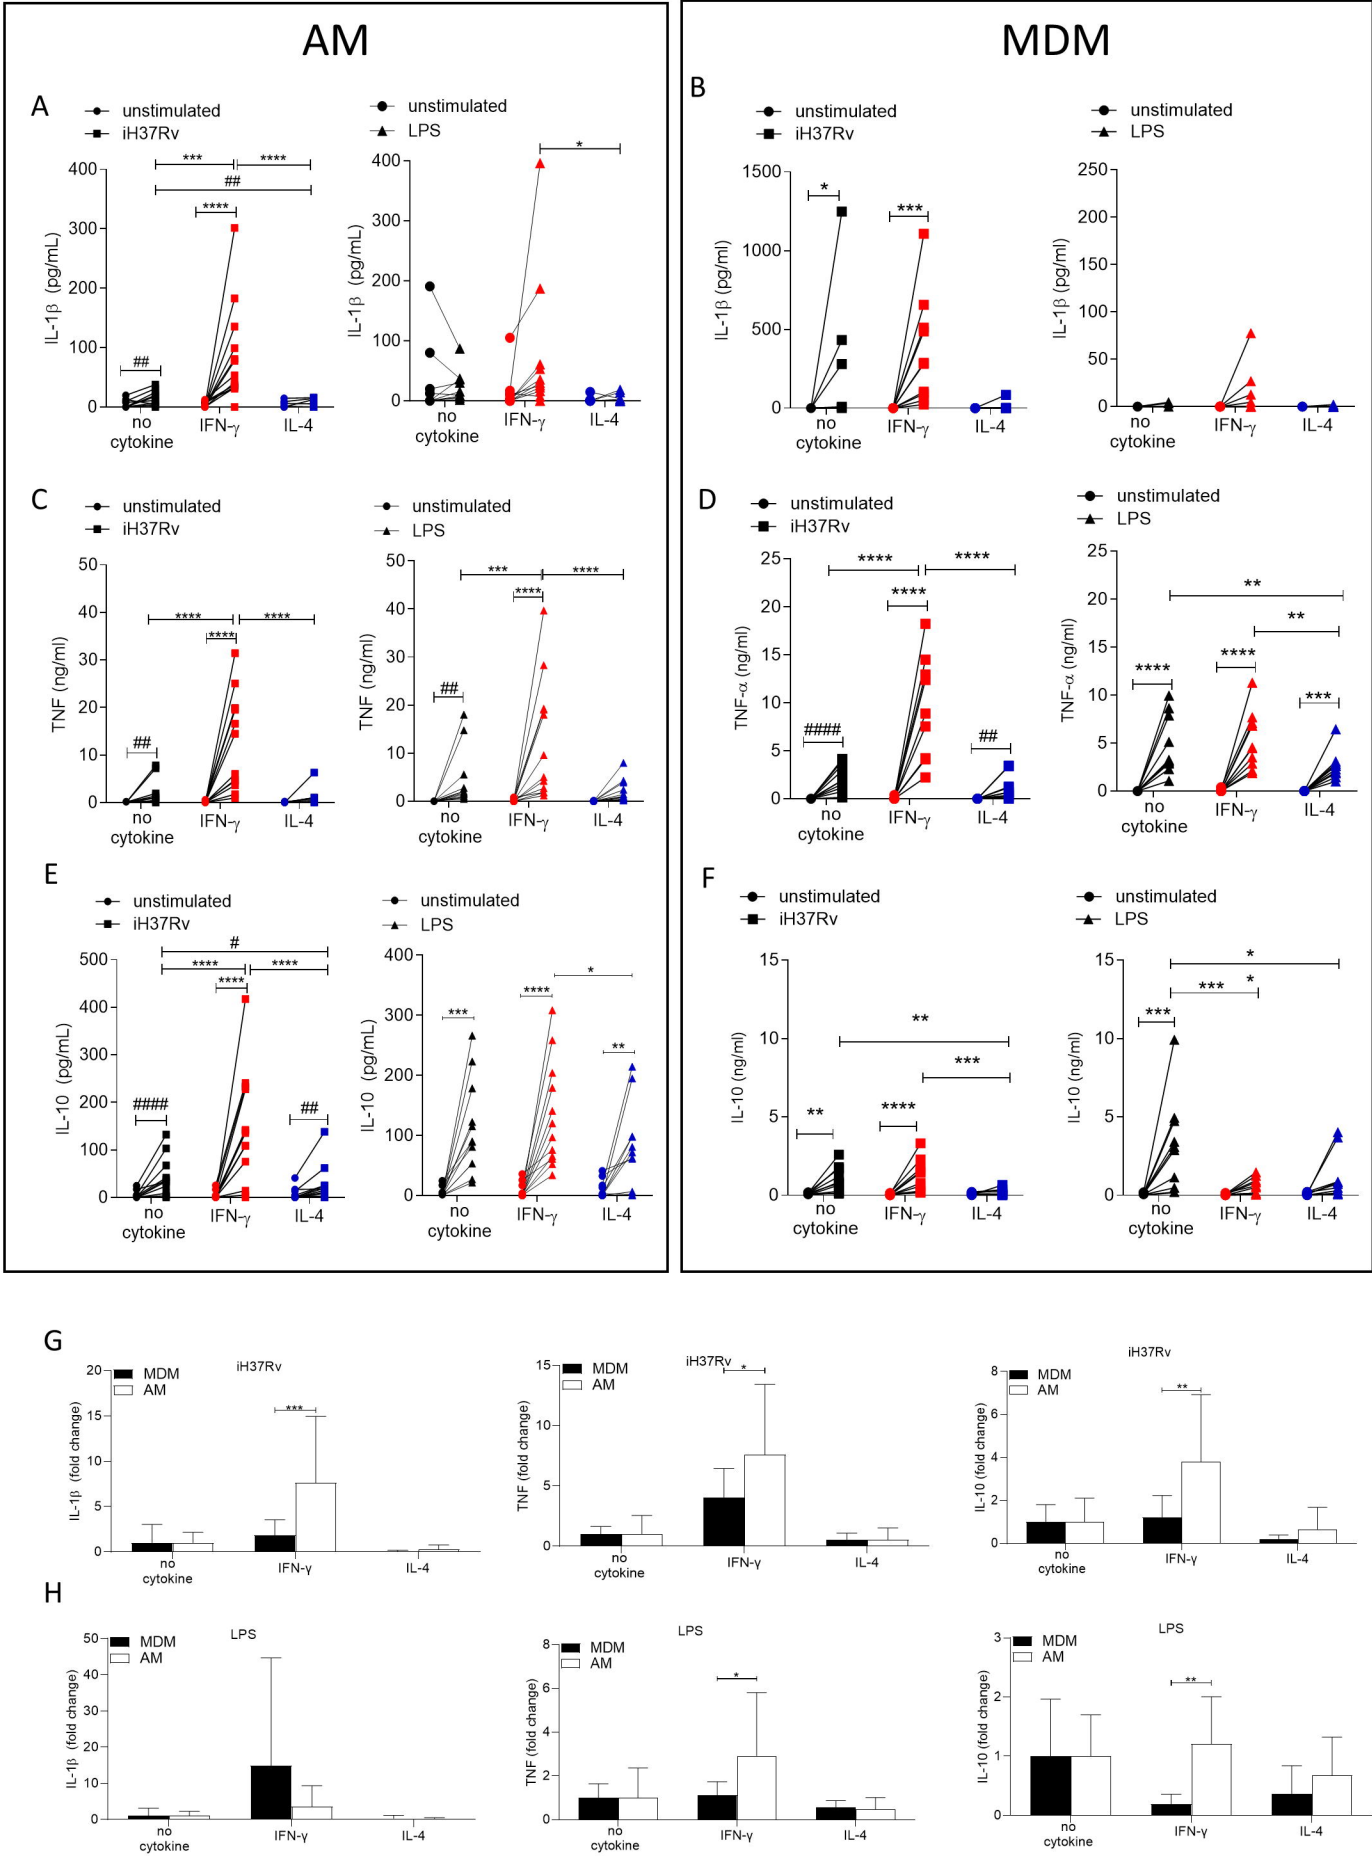 AM
MDM
A
unstimulated
iH37Rv
unstimulated
LPS
*** ****
##
****
##
IL-1β (pg/mL)
400
300
200
100
0
no cytokine
IFN-γ
IL-4
*
IL-1β (pg/mL)
400
300
200
100
0
no cytokine
IFN-γ
IL-4
B
unstimulated
iH37Rv
unstimulated
LPS
*
***
IL-1β (pg/ml)
1500
1000
500
0
no cytokine
IFN-γ
IL-4
IL-1β (pg/ml)
250
200
150
100
50
0
no cytokine
IFN-γ
IL-4
C
unstimulated
iH37Rv
unstimulated
LPS
**** ****
****
##
TNF (ng/ml)
50
40
30
20
10
0
no cytokine
IFN-γ
IL-4
*** ****
****
##
TNF (ng/ml)
50
40
30
20
10
0
no cytokine
IFN-γ
IL-4
D
unstimulated
iH37Rv
unstimulated
LPS
**** ****
****
####
##
TNF-α (ng/ml)
25
20
15
10
5
0
no cytokine
IFN-γ
IL-4
**
**
****
****
***
TNF-α (ng/ml)
25
20
15
10
5
0
no cytokine
IFN-γ
IL-4
E
unstimulated
iH37Rv
unstimulated
LPS
#
**** ****
****
####
##
IL-10 (pg/mL)
500
400
300
200
100
0
no cytokine
IFN-γ
IL-4
*
****
***
**
IL-10 (pg/mL)
400
300
200
100
0
no cytokine
IFN-γ
IL-4
F
unstimulated
iH37Rv
unstimulated
LPS
**
***
**
****
IL-10 (ng/ml)
15
10
5
0
no cytokine
IFN-γ
IL-4
*
*** *
***
IL-10 (ng/ml)
15
10
5
0
no cytokine
IFN-γ
IL-4
G
iH37Rv
MDM
AM
***
IL-1β (fold change)
20
15
10
5
0
no cytokine
IFN-γ
IL-4
iH37Rv
MDM
AM
*
TNF (fold change)
15
10
5
0
no cytokine
IFN-γ
IL-4
iH37Rv
MDM
AM
**
IL-10 (fold change)
8
6
4
2
0
no cytokine
IFN-γ
IL-4
H
LPS
MDM
AM
IL-1β (fold change)
50
40
30
20
10
0
no cytokine
IFN-γ
IL-4
LPS
MDM
AM
*
TNF (fold change)
8
6
4
2
0
no cytokine
IFN-γ
IL-4
LPS
MDM
AM
**
IL-10 (fold change)
3
2
1
0
no cytokine
IFN-γ
IL-4